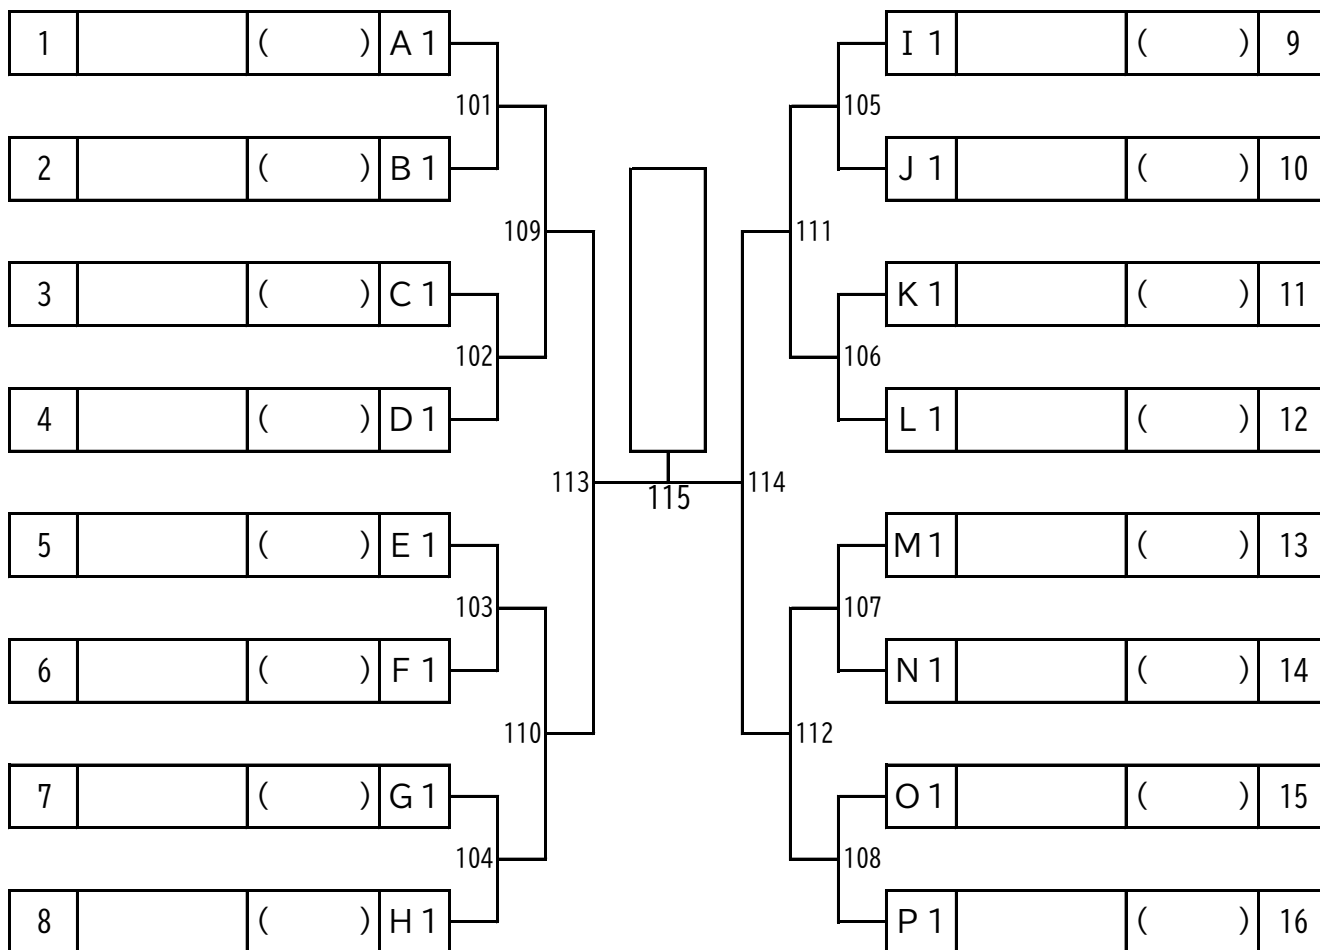 1 ( ) A 1
I 1 ( ) 9
101
105
2 ( ) B 1
J 1 ( ) 10
109
111
3 ( ) C 1
K 1 ( ) 11
102
106
4 ( ) D 1
L 1 ( ) 12
113
115
114
5 ( ) E 1
M 1 ( ) 13
103
107
6 ( ) F 1
N 1 ( ) 14
110
112
7 ( ) G 1
O 1 ( ) 15
104
108
8 ( ) H 1
P 1 ( ) 16